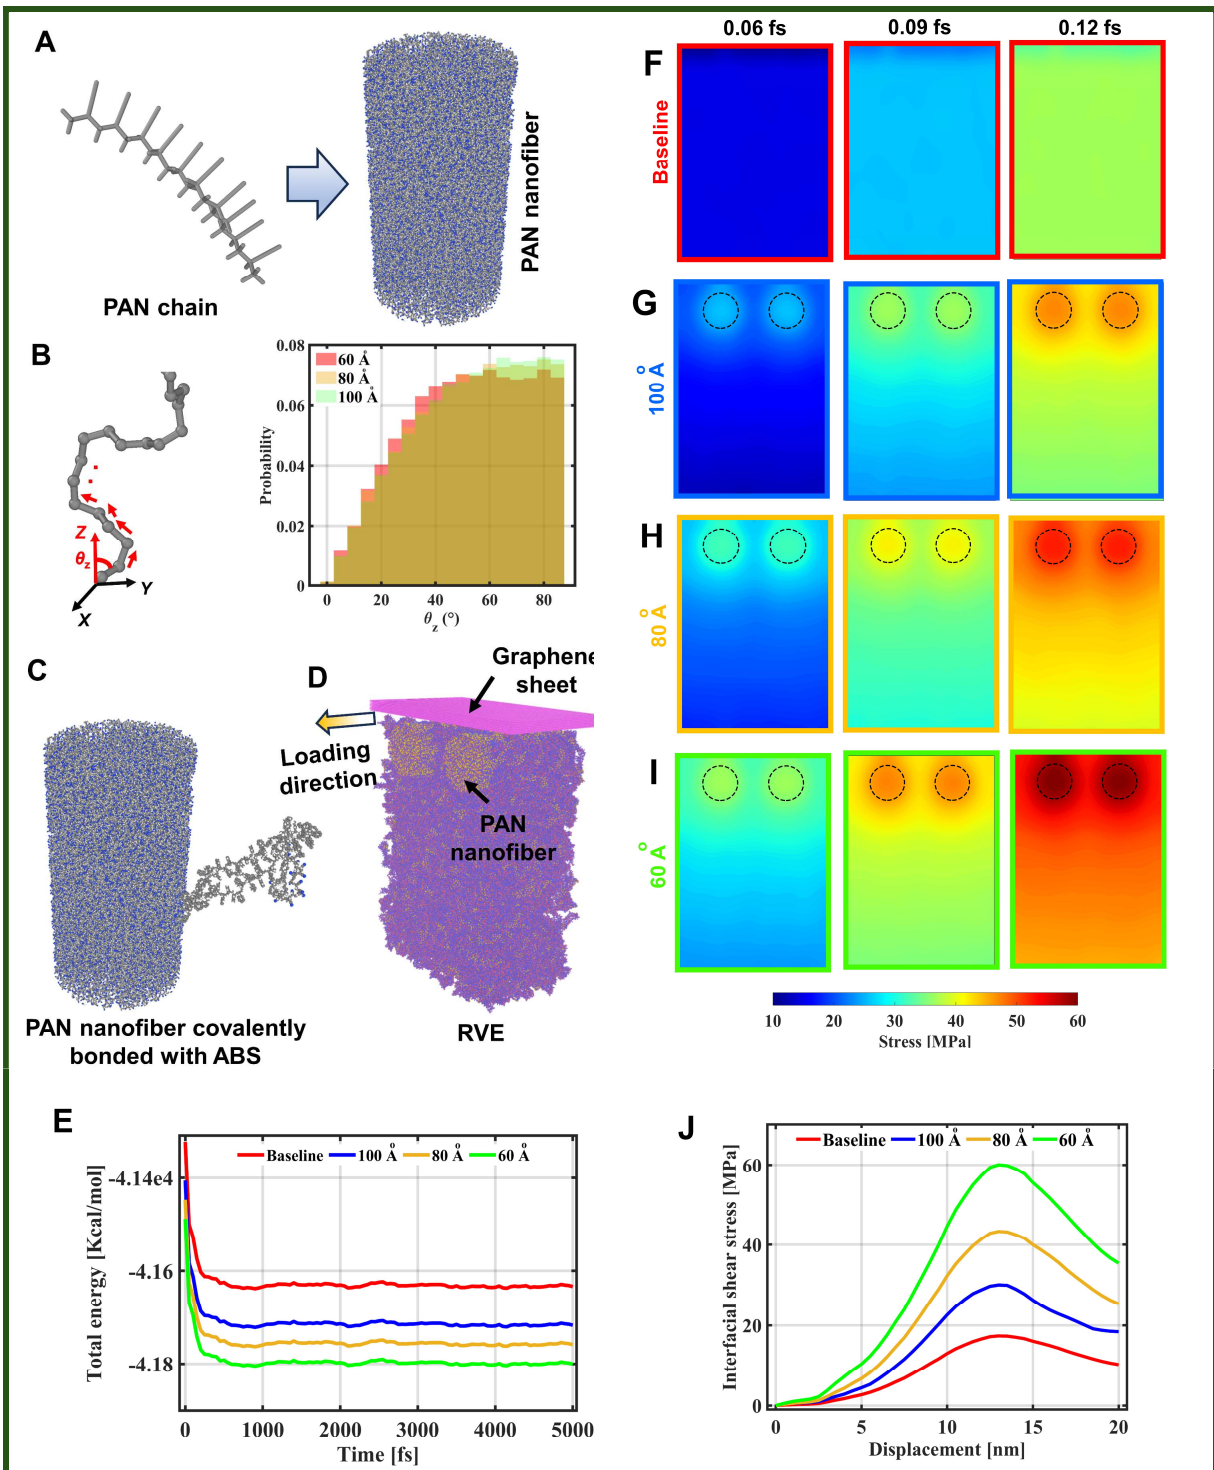 A
PAN chain
PAN nanofiber
B
Z
θz
Y
X
0.08
0.06
0.04
0.02
0
Probability
60 Å
80 Å
100 Å
0
20
40
60
80
θz (°)
C
PAN nanofiber covalently
bonded with ABS
D
Graphene
sheet
Loading
direction
PAN
nanofiber
RVE
E
Baseline
100 Å
80 Å
60 Å
-4.14e4
-4.16
-4.18
Total energy [Kcal/mol]
0
1000
2000
3000
4000
5000
Time [fs]
0.06 fs
0.09 fs
0.12 fs
F
Baseline
G
100 Å
H
80 Å
I
60 Å
10
20
30
40
50
60
Stress [MPa]
J
Baseline
100 Å
80 Å
60 Å
60
40
20
0
Interfacial shear stress [MPa]
0
5
10
15
20
Displacement [nm]